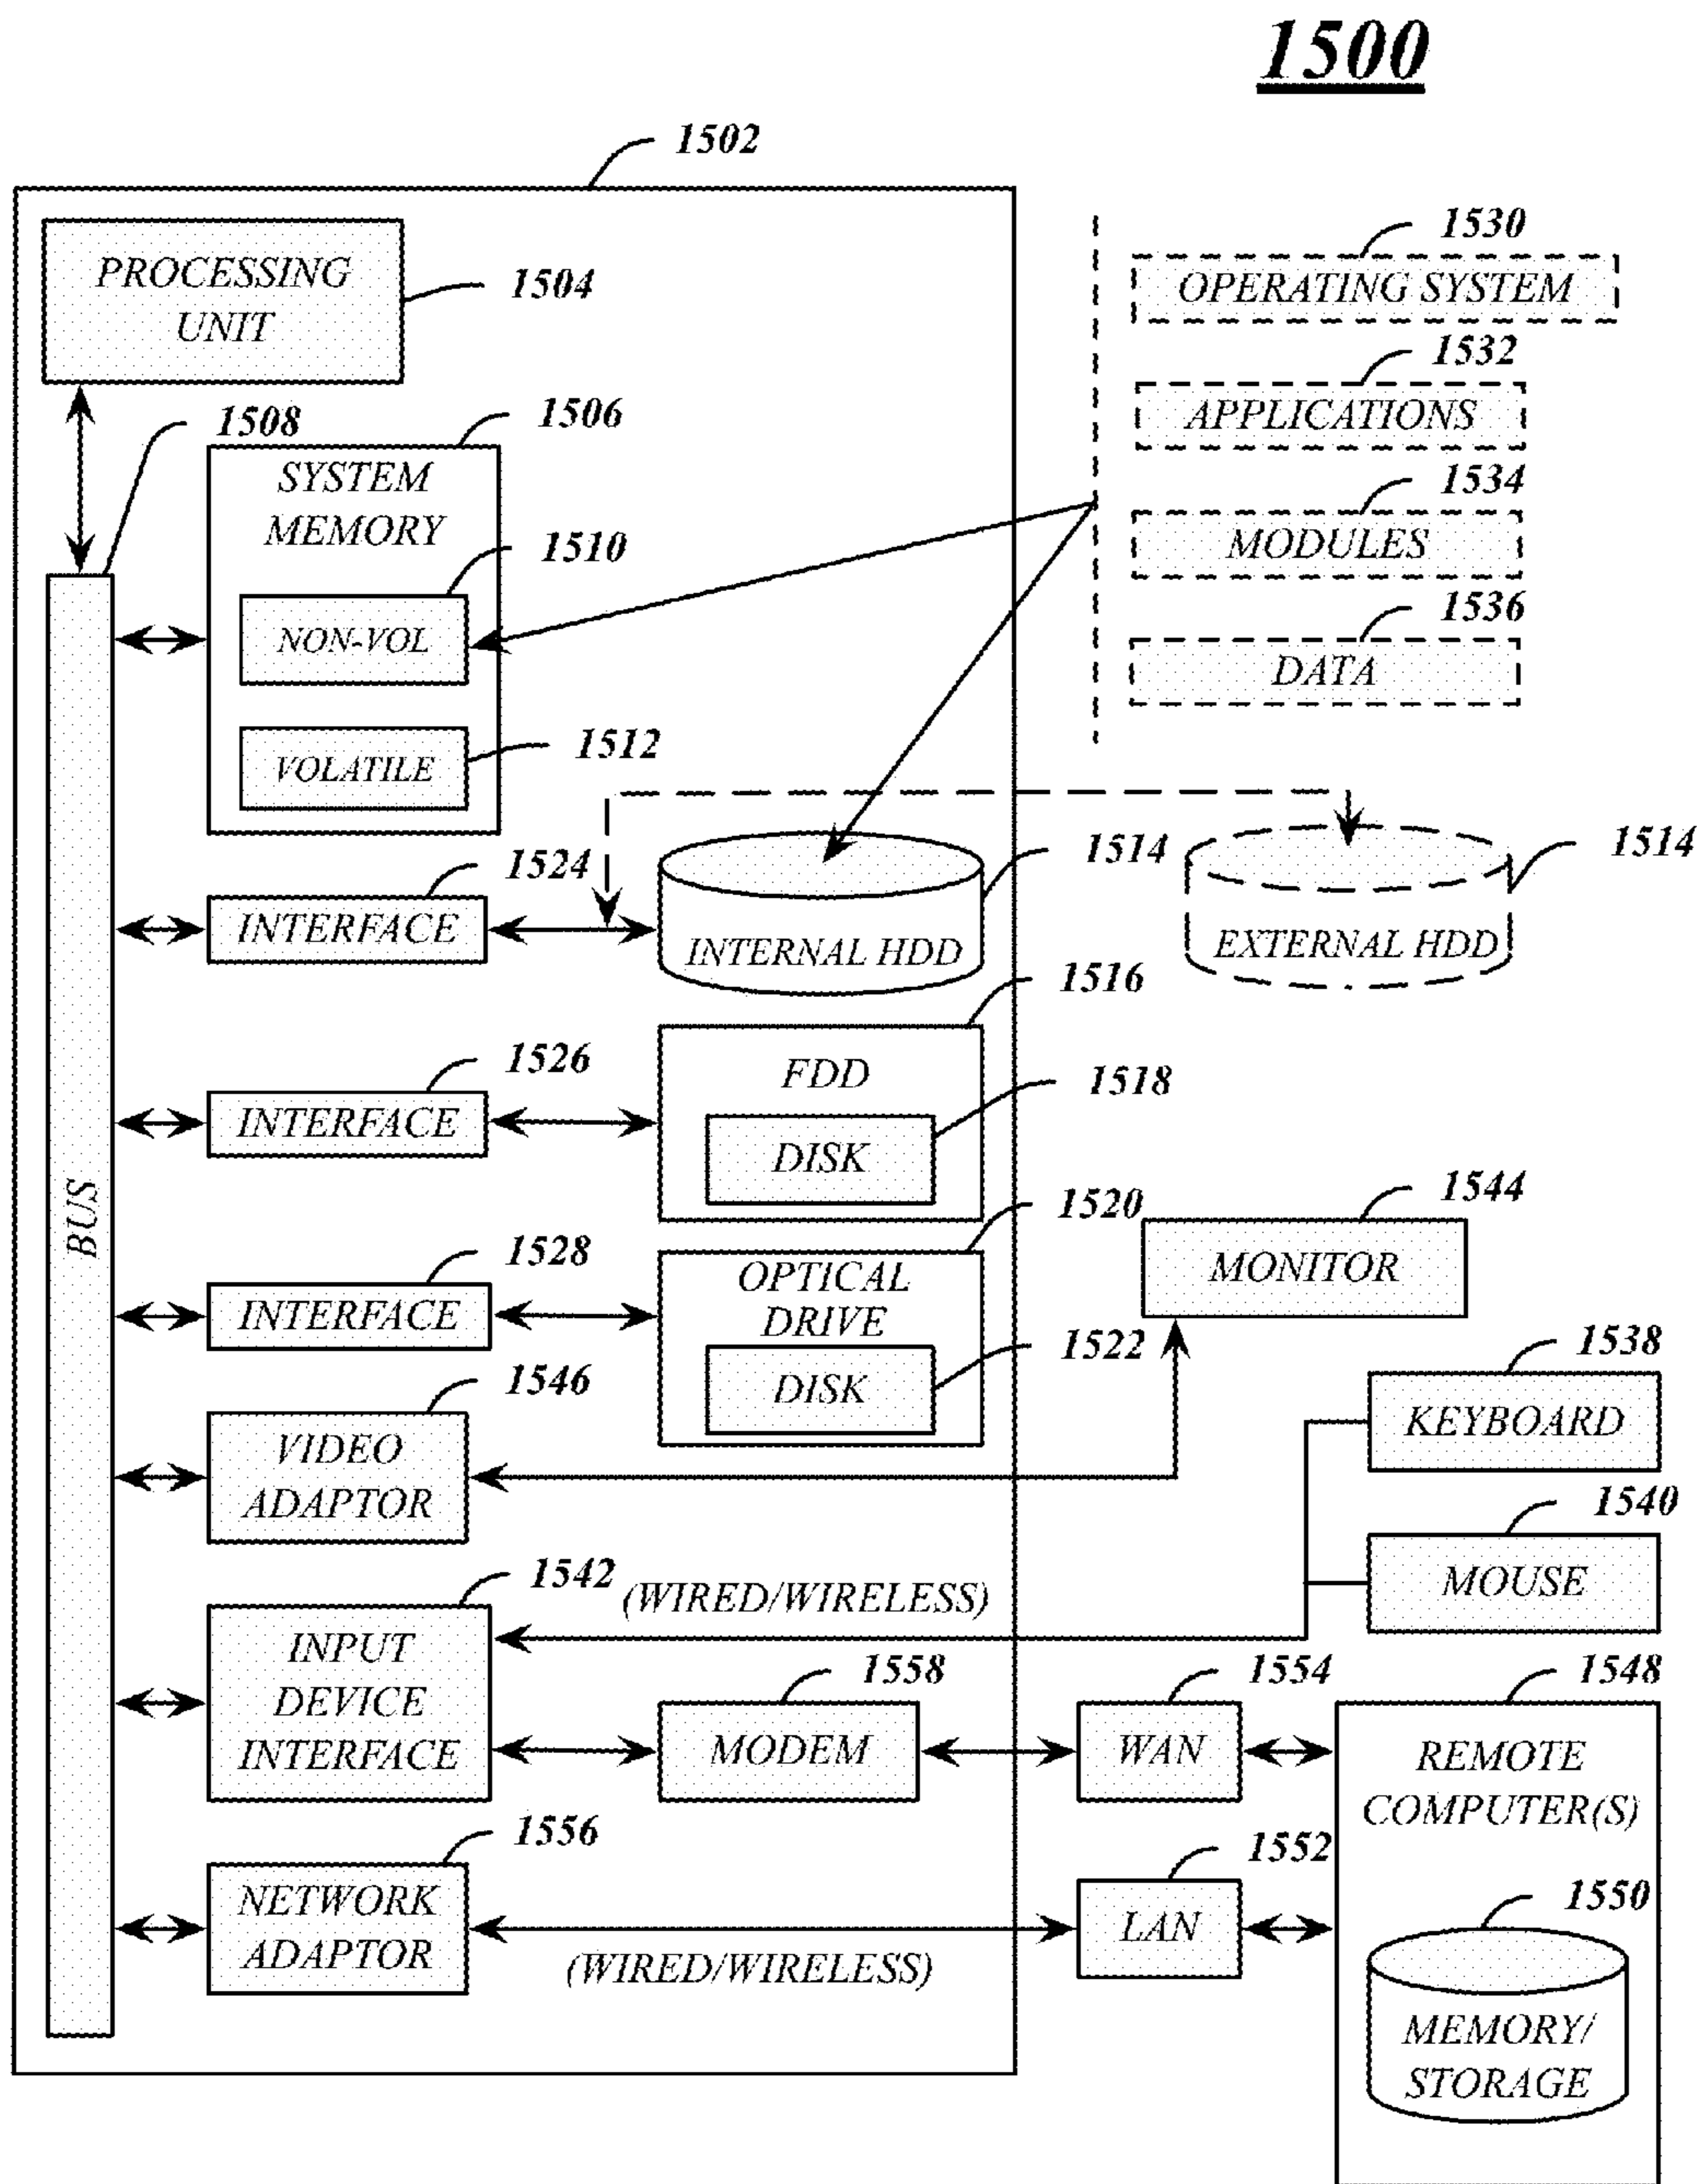 1500
1502
PROCESSING
UNIT
1504
1530
OPERATING SYSTEM
1532
APPLICATIONS
1534
MODULES
1536
DATA
1508
1506
SYSTEM
MEMORY
1510
NON-VOL
1512
VOLATILE
BUS
1524
INTERFACE
1514
INTERNAL HDD
1514
EXTERNAL HDD
1526
INTERFACE
1516
FDD
1518
DISK
1528
INTERFACE
1520
OPTICAL
DRIVE
1522
DISK
1544
MONITOR
1546
VIDEO
ADAPTOR
1538
KEYBOARD
1540
MOUSE
1542
INPUT
DEVICE
INTERFACE
(WIRED/WIRELESS)
1558
MODEM
1554
WAN
1548
REMOTE
COMPUTER(S)
1556
NETWORK
ADAPTOR
(WIRED/WIRELESS)
1552
LAN
1550
MEMORY/
STORAGE